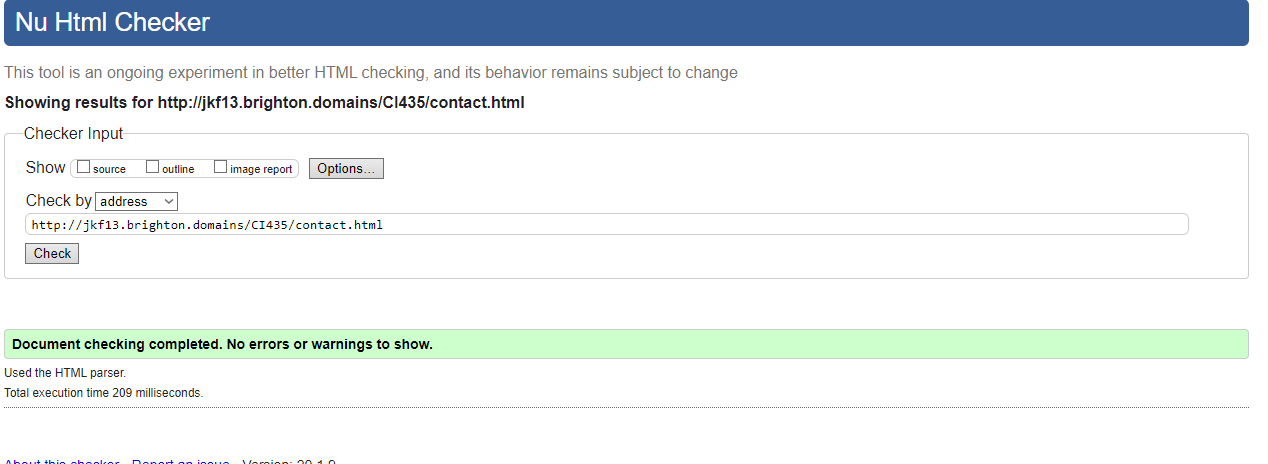 Nu Html Checker
This tool is an ongoing experiment in better HTML checking, and its behavior remains subject to change
Showing results for http://jkf13.brighton.domains/CI435/contact.html
Checker Input
Show source outline image report Options...
Check by address
http://jkf13.brighton.domains/CI435/contact.html
Check
Document checking completed. No errors or warnings to show.
Used the HTML parser.
Total execution time 209 milliseconds.
About this checker Report an issue Version: 20.1.9